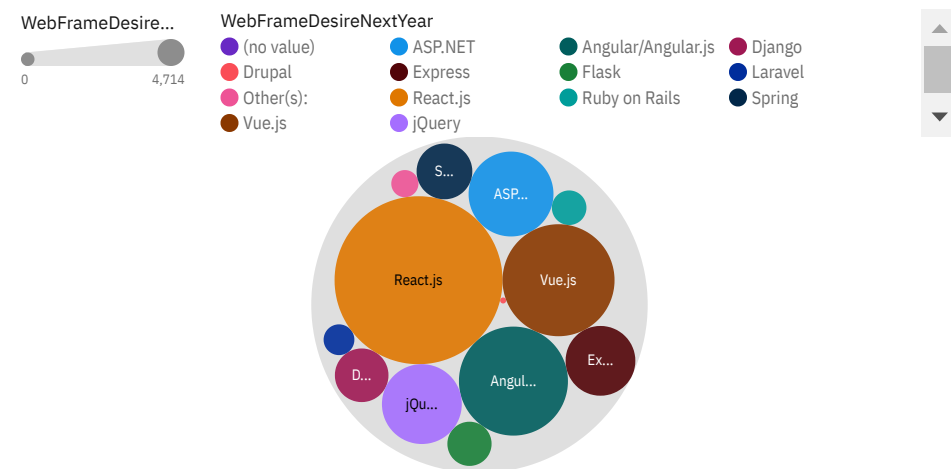 WebFrameDesire...
0 4,714
WebFrameDesireNextYear
(no value) ASP.NET Angular/Angular.js Django
Drupal Express Flask Laravel
Other(s): React.js Ruby on Rails Spring
Vue.js jQuery
S...
ASP...
React.js
Vue.js
Ex...
D...
Angul...
jQu...